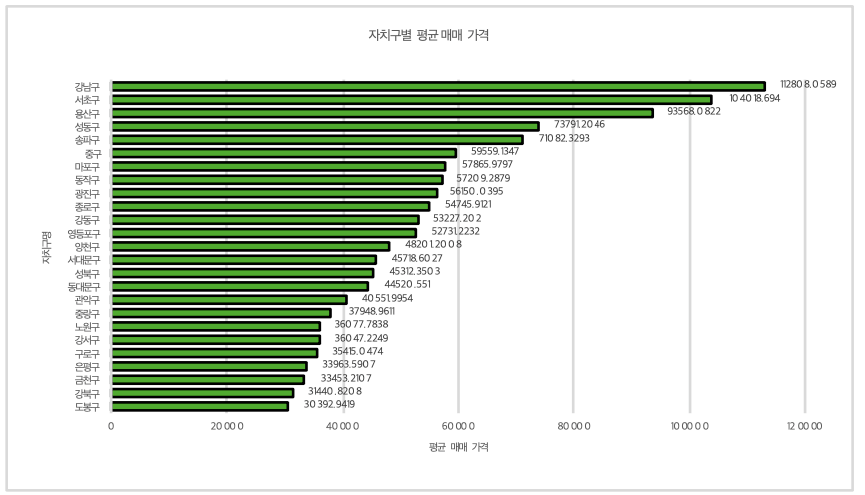 자치구별 평균 매매 가격
강남구 112808.0589
서초구 104018.694
용산구 93568.0822
성동구 73791.2046
송파구 71082.3293
중구 59559.1347
마포구 57865.9797
동작구 57209.2879
광진구 56150.0395
종로구 54745.9121
강동구 53227.202
영등포구 52731.2232
양천구 48201.2008
서대문구 45718.6027
성북구 45312.3503
동대문구 44520.551
관악구 40551.9954
중랑구 37948.9611
노원구 36077.7838
강서구 36047.2249
구로구 35415.0474
은평구 33963.5907
금천구 33453.2107
강북구 31440.8208
도봉구 30392.9419
자치구명
0 20000 40000 60000 80000 100000 120000
평균 매매 가격